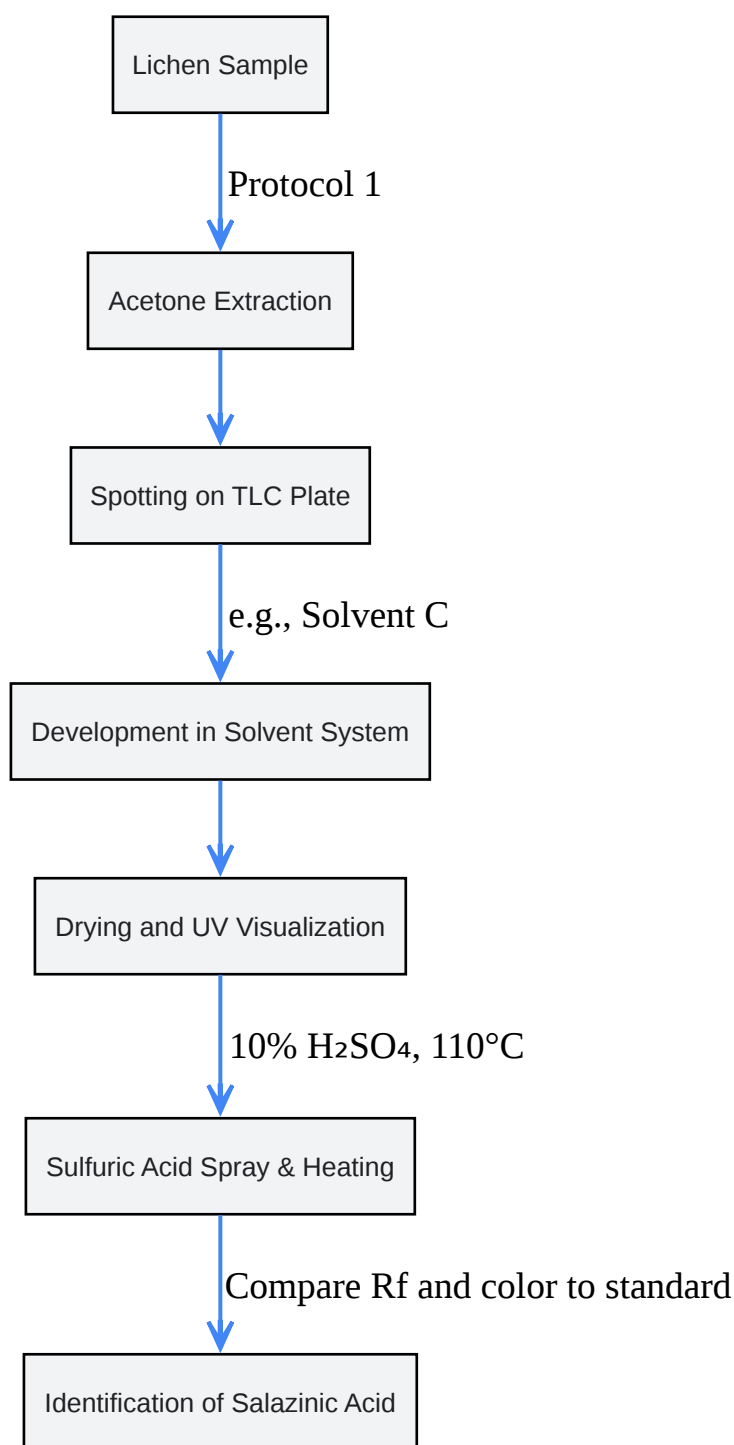 Lichen Sample
Protocol 1
Acetone Extraction
Spotting on TLC Plate
e.g., Solvent C
Development in Solvent System
Drying and UV Visualization
10% H₂SO₄, 110°C
Sulfuric Acid Spray & Heating
Compare Rf and color to standard
Identification of Salazinic Acid